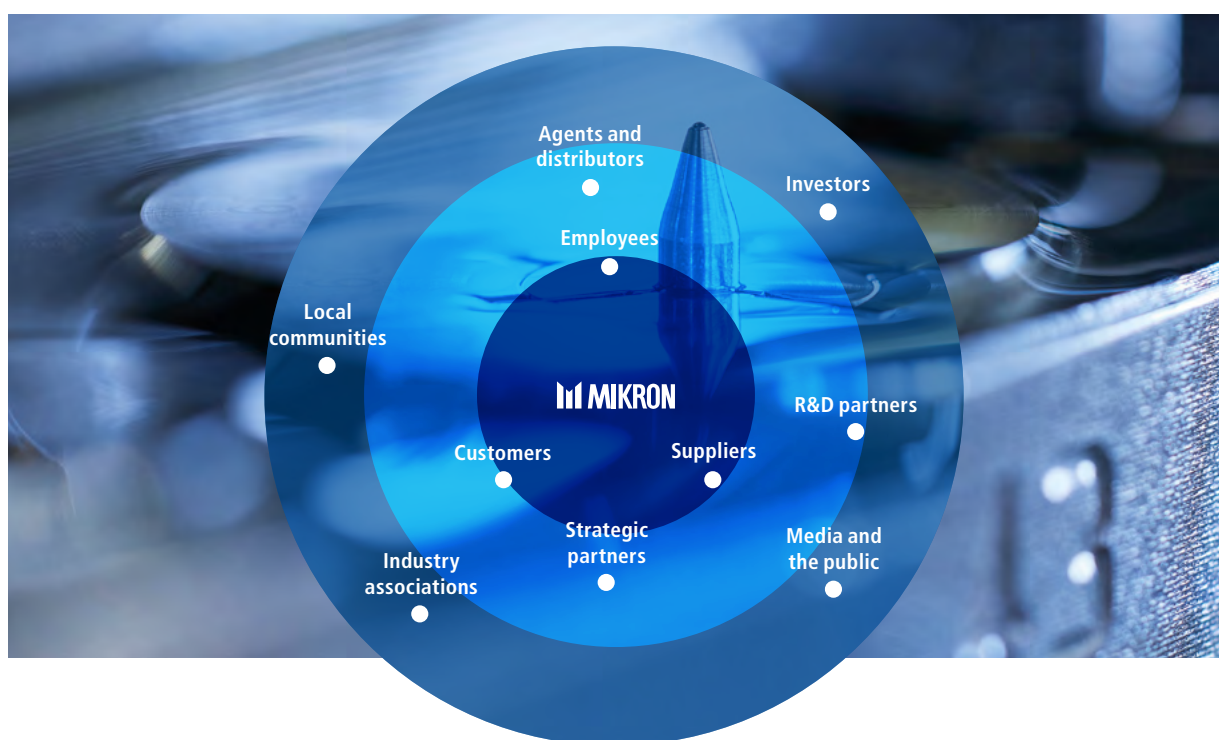 Agents and
distributors
Investors
Employees
Local
communities
MIKRON
R&D partners
Customers
Suppliers
Strategic
partners
Media and
the public
Industry
associations